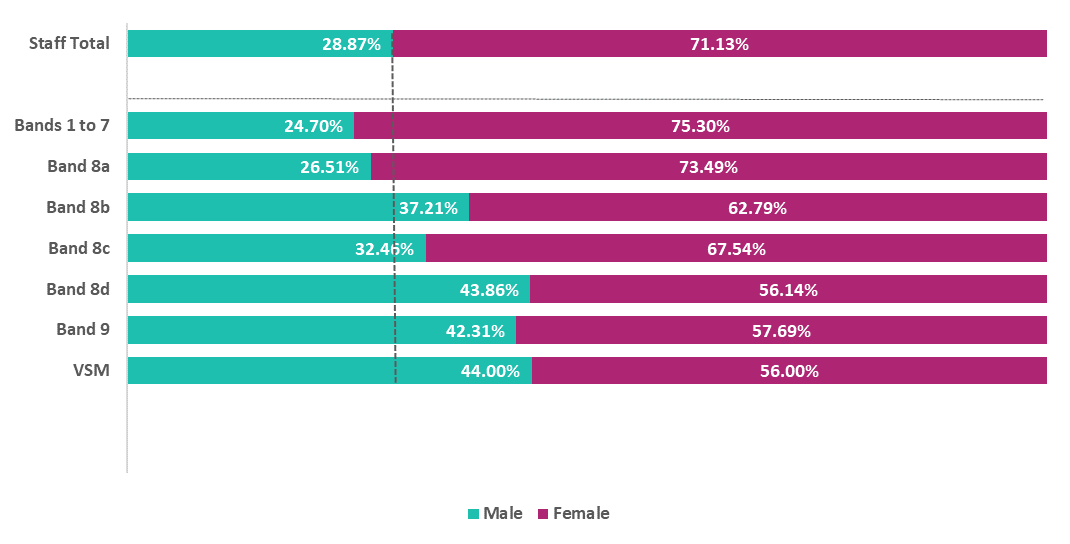 Staff Total 28.87% 71.13%
Bands 1 to 7 24.70% 75.30%
Band 8a 26.51% 73.49%
Band 8b 37.21% 62.79%
Band 8c 32.46% 67.54%
Band 8d 43.86% 56.14%
Band 9 42.31% 57.69%
VSM 44.00% 56.00%
Male Female